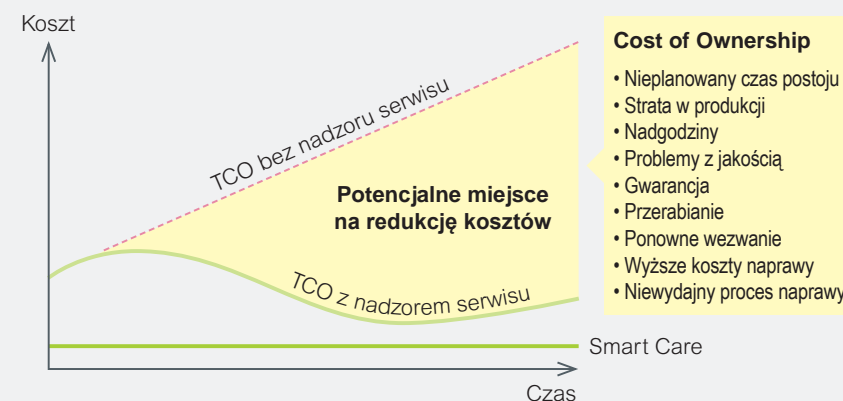 Koszt
TCO bez nadzoru serwisu
Potencjalne miejsce
na redukcję kosztów
TCO z nadzorem serwisu
Smart Care
Czas
Cost of Ownership
• Nieplanowany czas postoju
• Strata w produkcji
• Nadgodziny
• Problemy z jakością
• Gwarancja
• Przerabianie
• Ponowne wezwanie
• Wyższe koszty naprawy
• Niewydajny proces naprawy